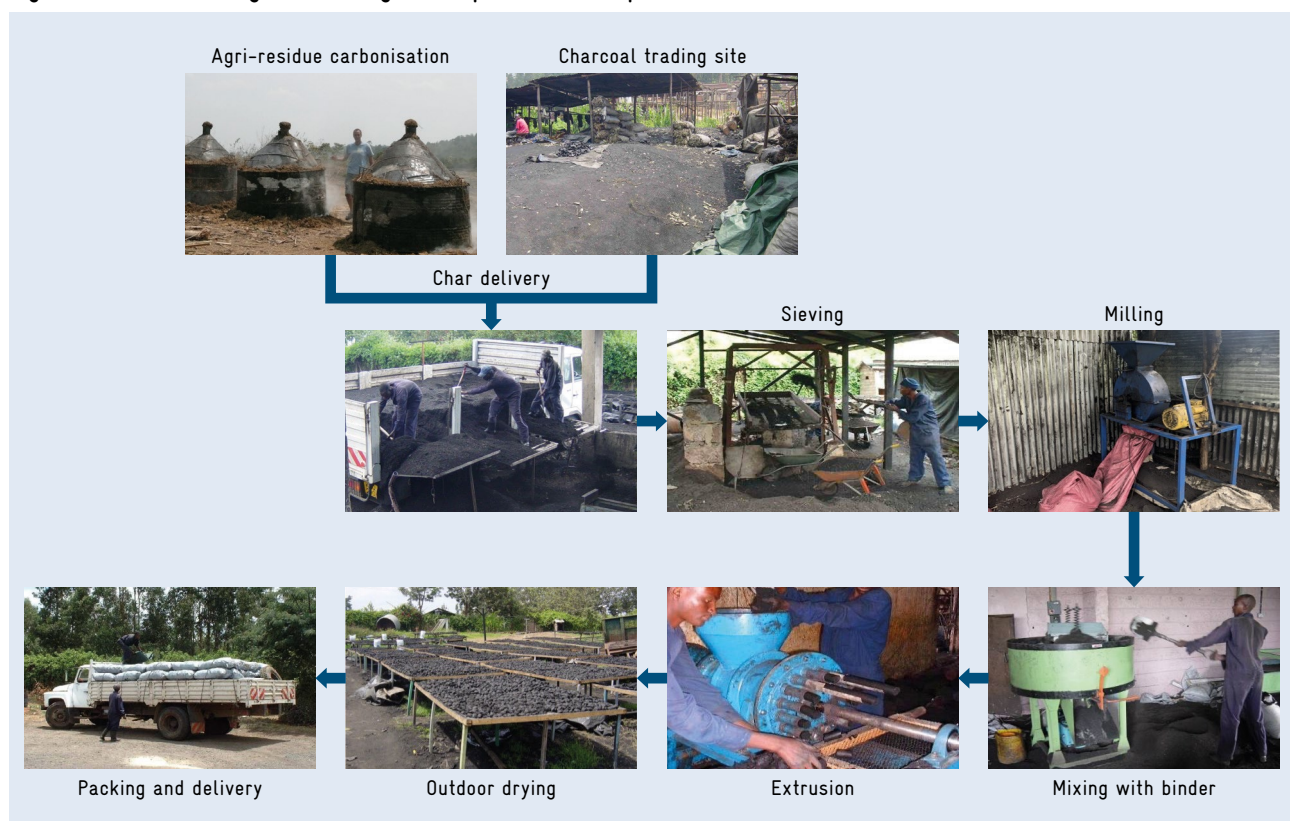 Agri-residue carbonisation
Charcoal trading site
Char delivery
Sieving
Milling
Packing and delivery
Outdoor drying
Extrusion
Mixing with binder